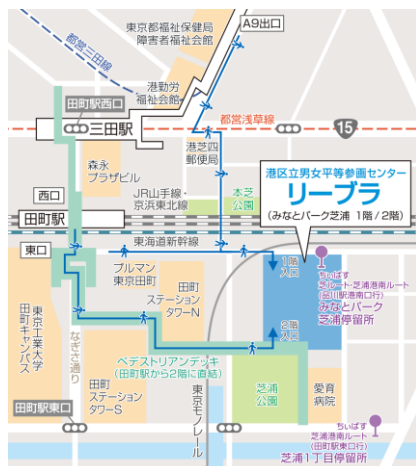 A9出口
東京都福祉保健局
障害者福祉会館
都営三田線
港勤労
福祉会館
田町駅西口
三田駅
都営浅草線
15
港芝四
郵便局
森永
プラザビル
JR山手線・
京浜東北線
本芝
公園
港区立男女平等参画センター
リーブラ
(みなとパーク芝浦 1階/2階)
西口
田町駅
東海道新幹線
東口
プルマン
東京田町
田町
ステーション
タワーN
1階
入口
2階
入口
ちぃばす
芝ルート・芝浦港南ルート
(品川駅港南口行)
みなとパーク
芝浦停留所
東京工業大学
田町キャンパス
なぎさ通り
ペデストリアンデッキ
(田町駅から2階に直結)
田町
ステーション
タワーS
東京モノレール
芝浦
公園
愛育
病院
田町駅東口
ちぃばす
芝浦港南ルート
(田町駅東口行)
芝浦1丁目停留所